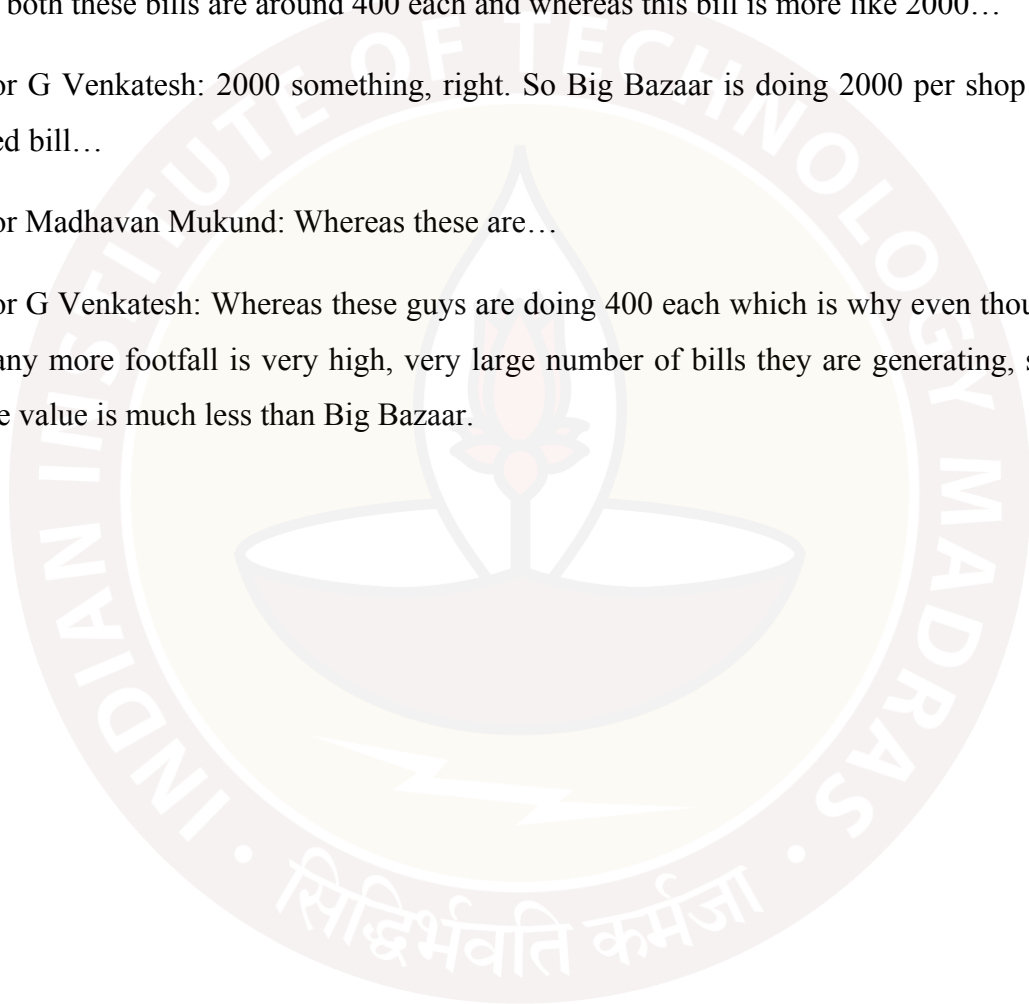 both these bills are around 400 each and whereas this bill is more like 2000…
or G Venkatesh: 2000 something, right. So Big Bazaar is doing 2000 per shop
ed bill…
or Madhavan Mukund: Whereas these are…
or G Venkatesh: Whereas these guys are doing 400 each which is why even thou
any more footfall is very high, very large number of bills they are generating, s
e value is much less than Big Bazaar.
INDIAN INSTITUTE OF TECHNOLOGY MADRAS
सिद्धिर्भवति कर्मजा